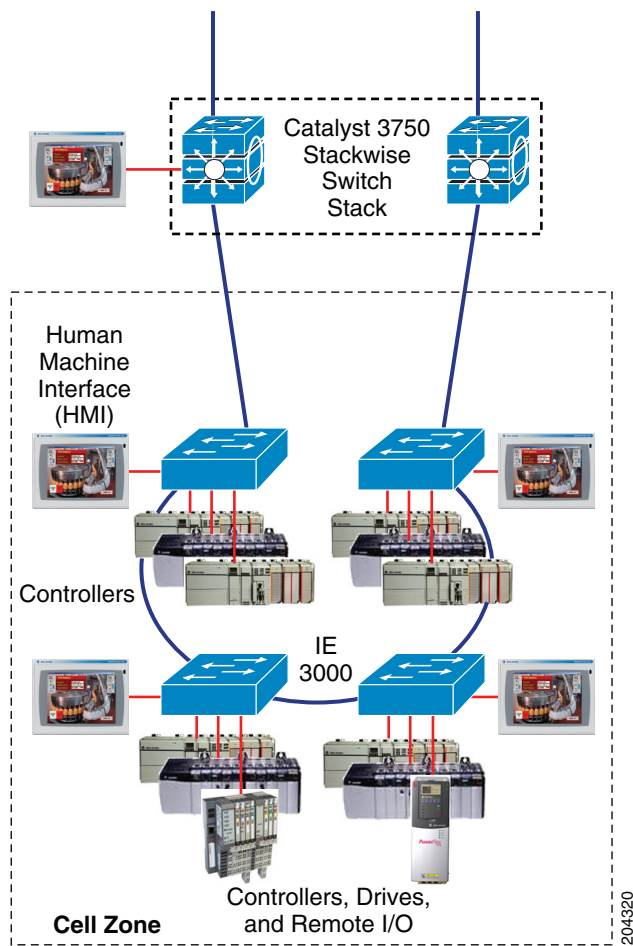 Catalyst 3750
Stackwise
Switch
Stack
Human
Machine
Interface
(HMI)
Controllers
IE
3000
PowerFlex
Controllers, Drives,
and Remote I/O
Cell Zone
204320